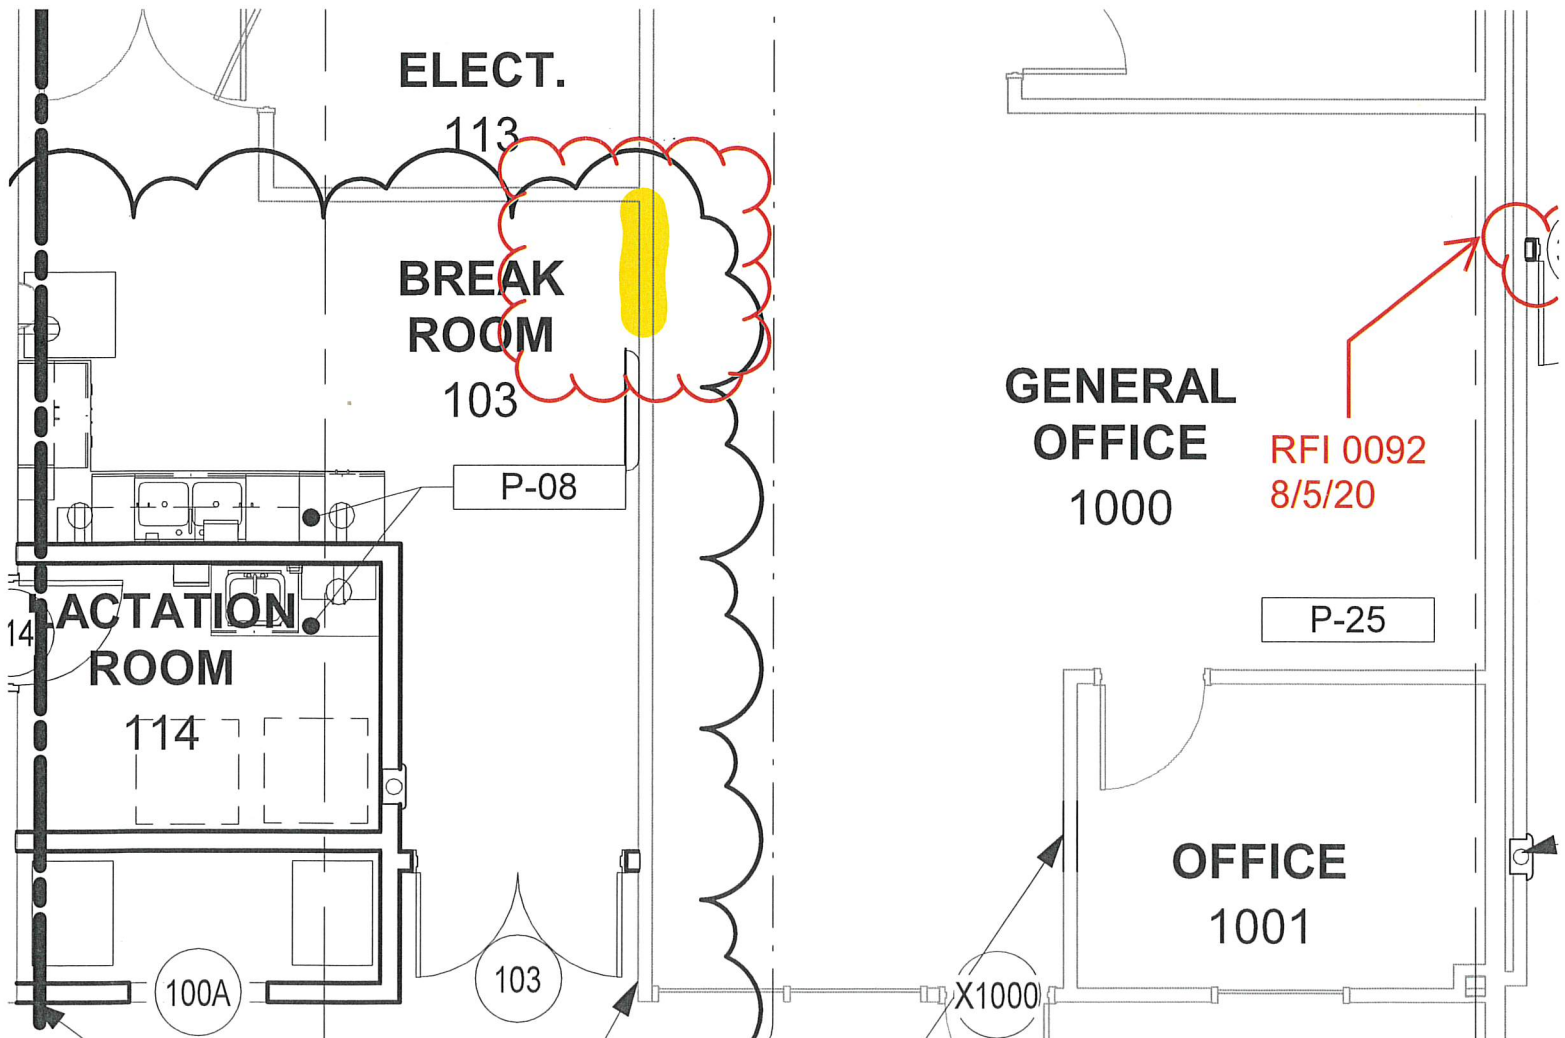 ELECT.
113
BREAK
ROOM
103
P-08
GENERAL
OFFICE
1000
RFI 0092
8/5/20
P-25
14
LACTATION
ROOM
114
OFFICE
1001
100A
103
X1000